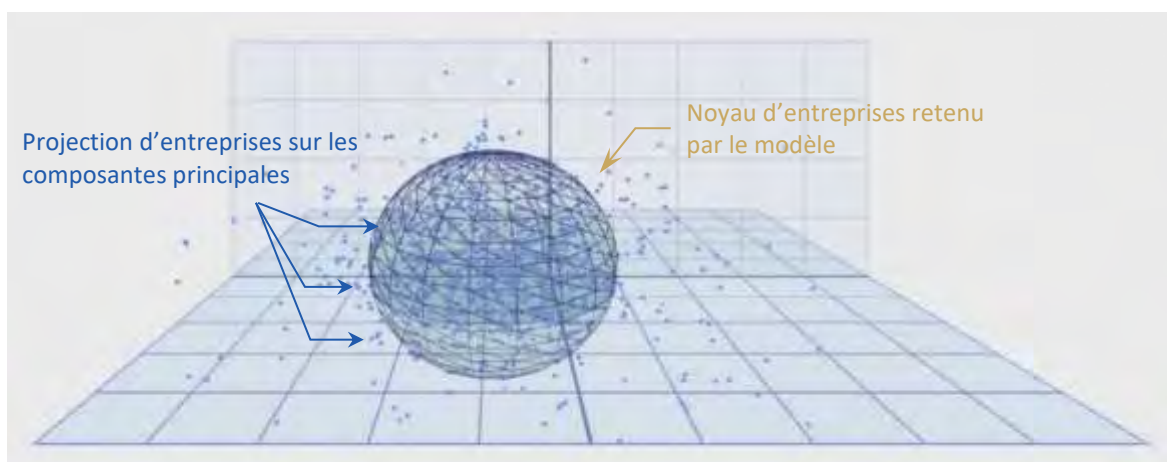 Projection d’entreprises sur les
composantes principales
Noyau d’entreprises retenu
par le modèle